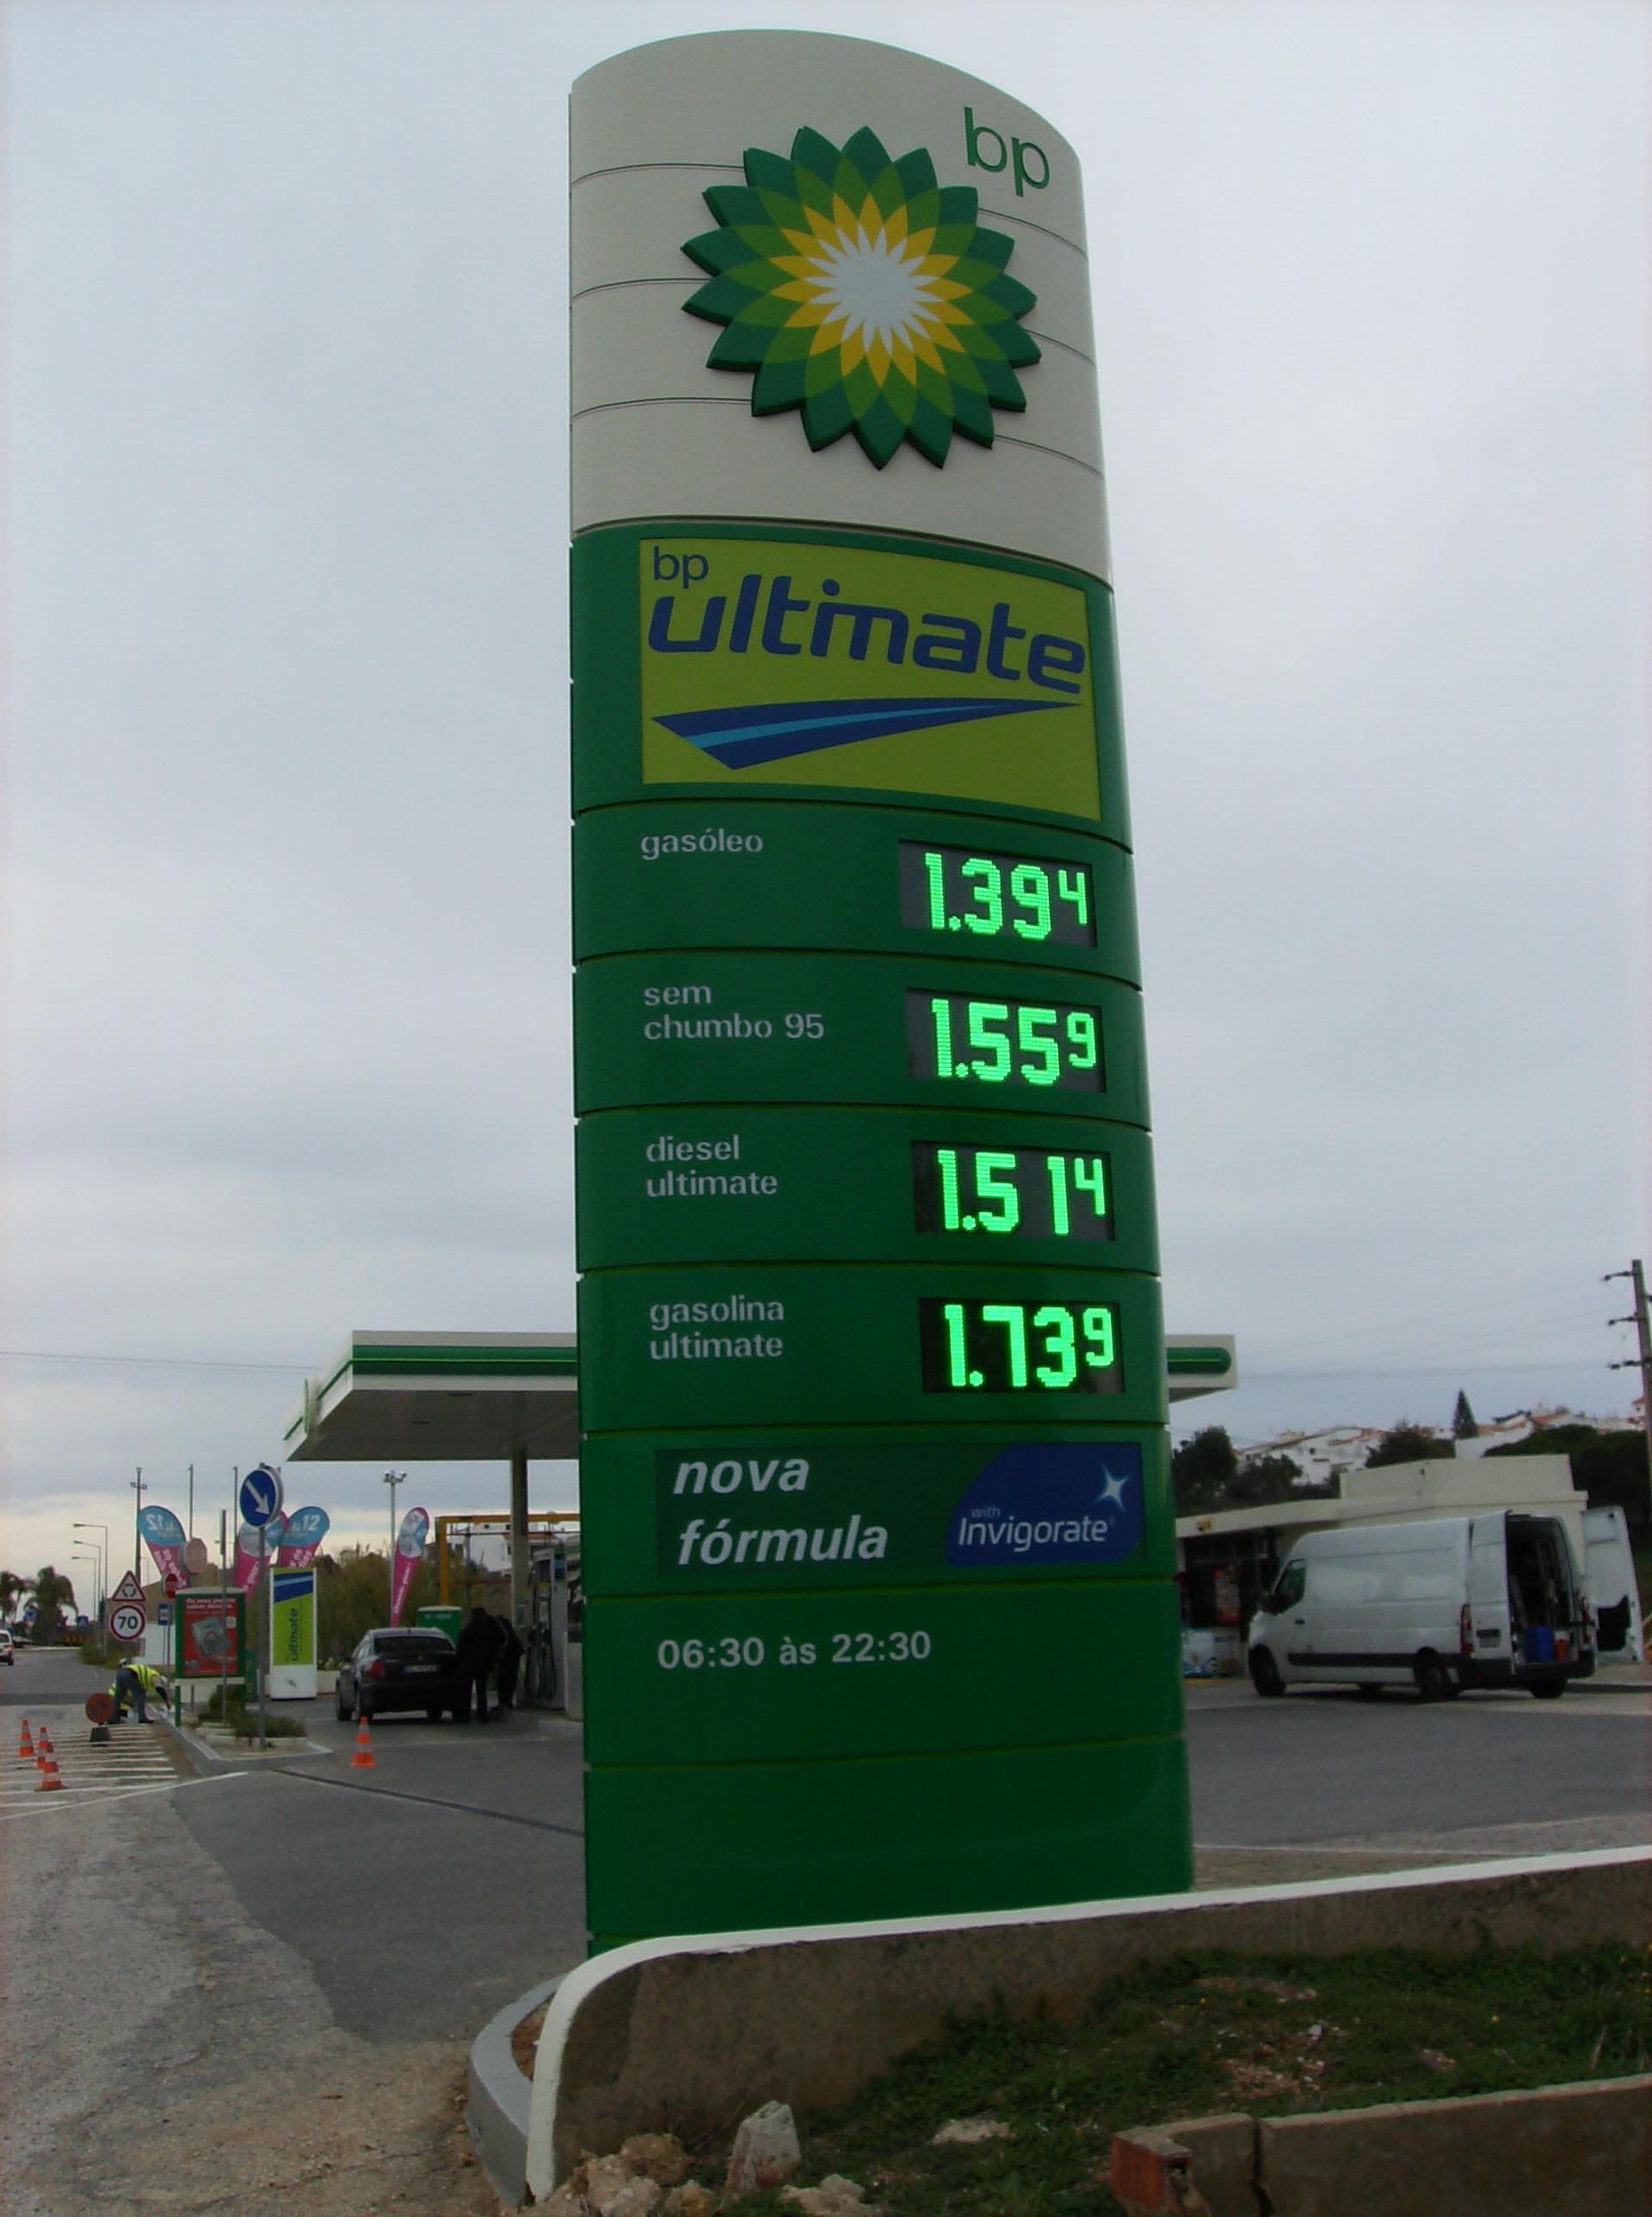 bp
bp
ultimate
gasóleo
1.394
sem
chumbo 95
1.559
diesel
ultimate
1.514
gasolina
ultimate
1.739
nova
fórmula
with
Invigorate
06:30 às 22:30
70
ultimate
12